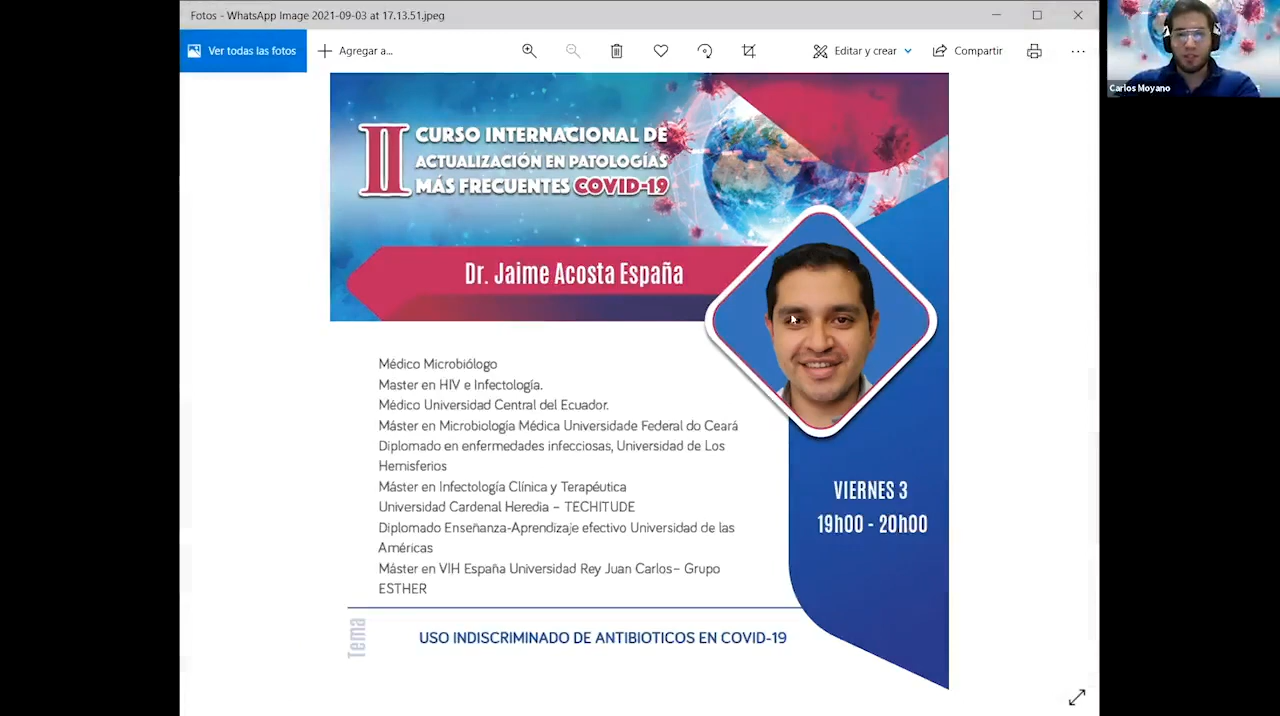 Fotos - WhatsApp Image 2021-09-03 at 17.13.51.jpeg
Ver todas las fotos
Agregar a...
Editar y crear
Compartir
Carlos Moyano
II CURSO INTERNACIONAL DE
ACTUALIZACIÓN EN PATOLOGÍAS
MÁS FRECUENTES COVID-19
Dr. Jaime Acosta España
Médico Microbiólogo
Master en HIV e Infectología.
Médico Universidad Central del Ecuador.
Máster en Microbiología Médica Universidade Federal do Ceará
Diplomado en enfermedades infecciosas, Universidad de Los
Hemisferios
Máster en Infectología Clínica y Terapéutica
Universidad Cardenal Heredia – TECHITUDE
Diplomado Enseñanza-Aprendizaje efectivo Universidad de las
Américas
Máster en VIH España Universidad Rey Juan Carlos– Grupo
ESTHER
VIERNES 3
19h00 - 20h00
Tema
USO INDISCRIMINADO DE ANTIBIOTICOS EN COVID-19